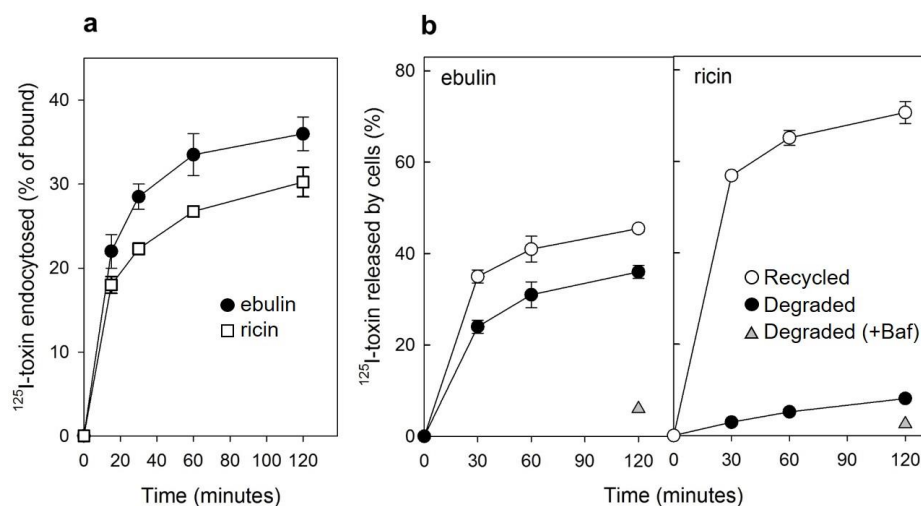 a
¹²⁵I-toxin endocytosed (% of bound)
40
30
20
10
0
ebulin
ricin
0 20 40 60 80 100 120
Time (minutes)
b
¹²⁵I-toxin released by cells (%)
80
60
40
20
0
ebulin
ricin
Recycled
Degraded
Degraded (+Baf)
0 30 60 90 120
0 30 60 90 120
Time (minutes)